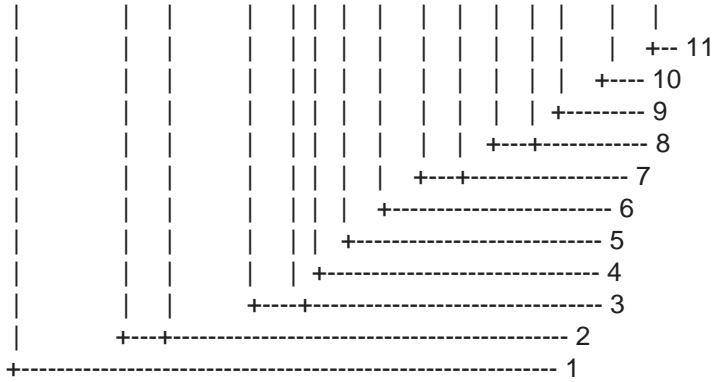 |               |     |           |     |  |   |    |     |    |    |    |   |      |     |
|               |     |           |     |  |   |    |     |    |    |    |   |      +-- 11
|               |     |           |     |  |   |    |     |    |    |    |   +---- 10
|               |     |           |     |  |   |    |     |    |    |    +--------- 9
|               |     |           |     |  |   |    |     |    +----+------------- 8
|               |     |           |     |  |   |    +----+------------------ 7
|               |     |           |     |  |   +------------------------- 6
|               |     |           |     |  +---------------------------- 5
|               |     |           |     +------------------------------- 4
|               |     |           +-----+--------------------------------- 3
|               +----+-------------------------------------------- 2
+------------------------------------------------------------ 1